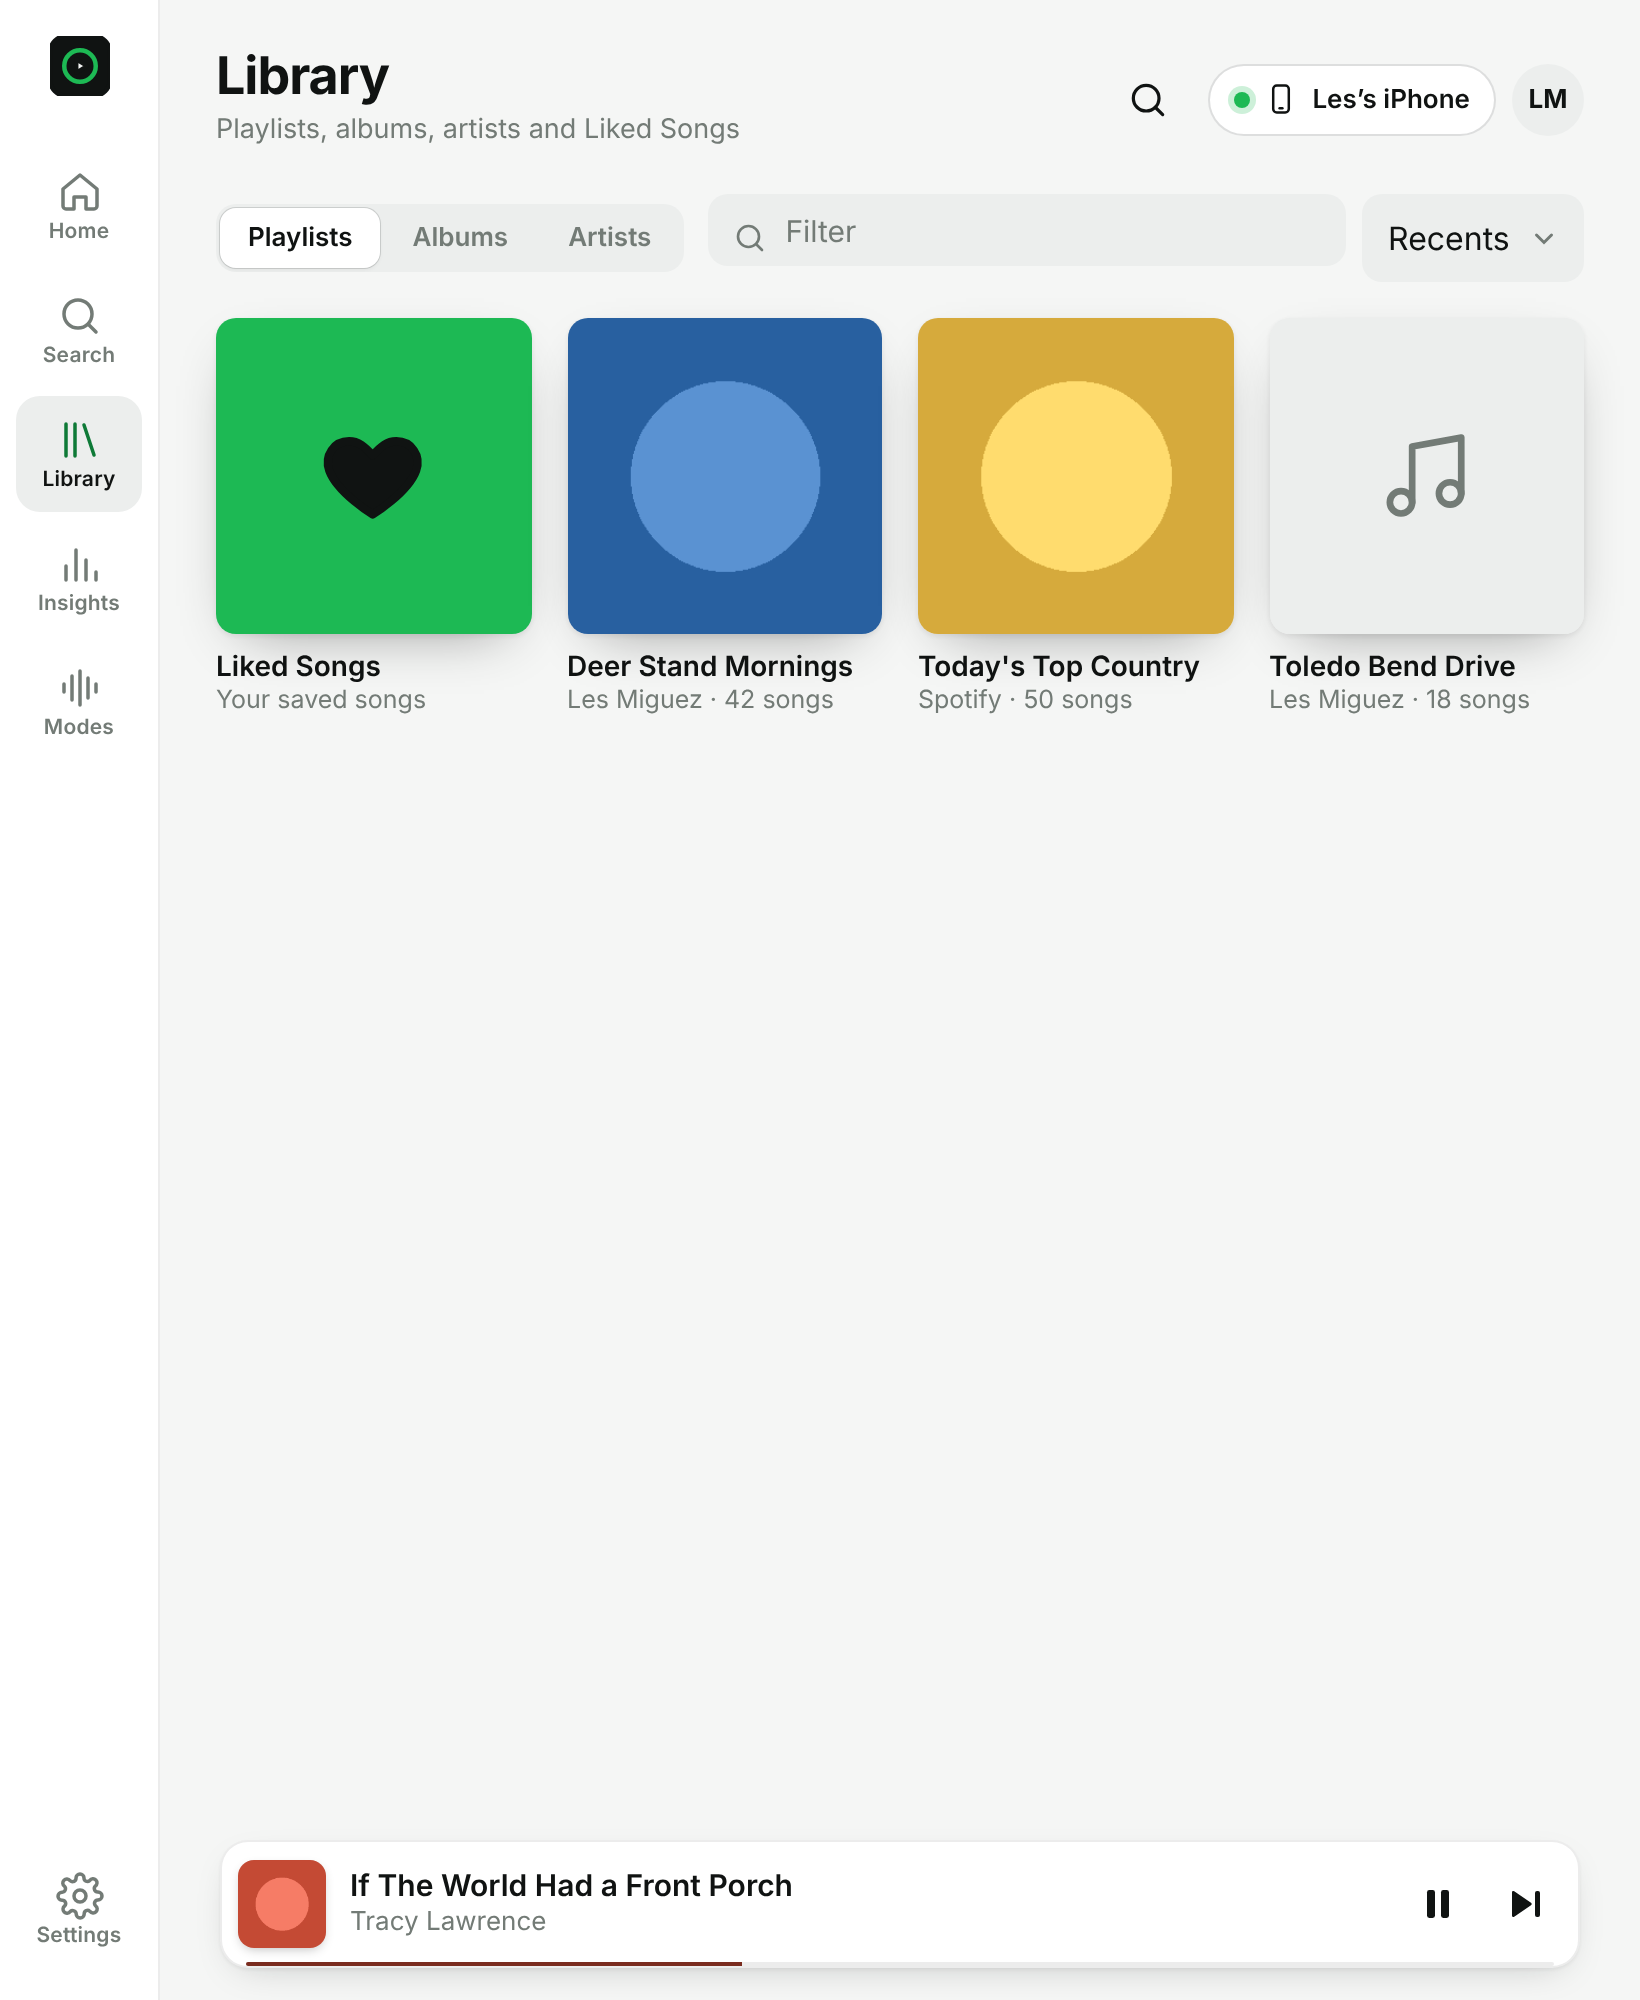 Library
Playlists, albums, artists and Liked Songs
Les’s iPhone
LM
Home
Search
Library
Insights
Modes
Settings
Playlists
Albums
Artists
Filter
Recents
Liked Songs
Your saved songs
Deer Stand Mornings
Les Miguez · 42 songs
Today's Top Country
Spotify · 50 songs
Toledo Bend Drive
Les Miguez · 18 songs
If The World Had a Front Porch
Tracy Lawrence